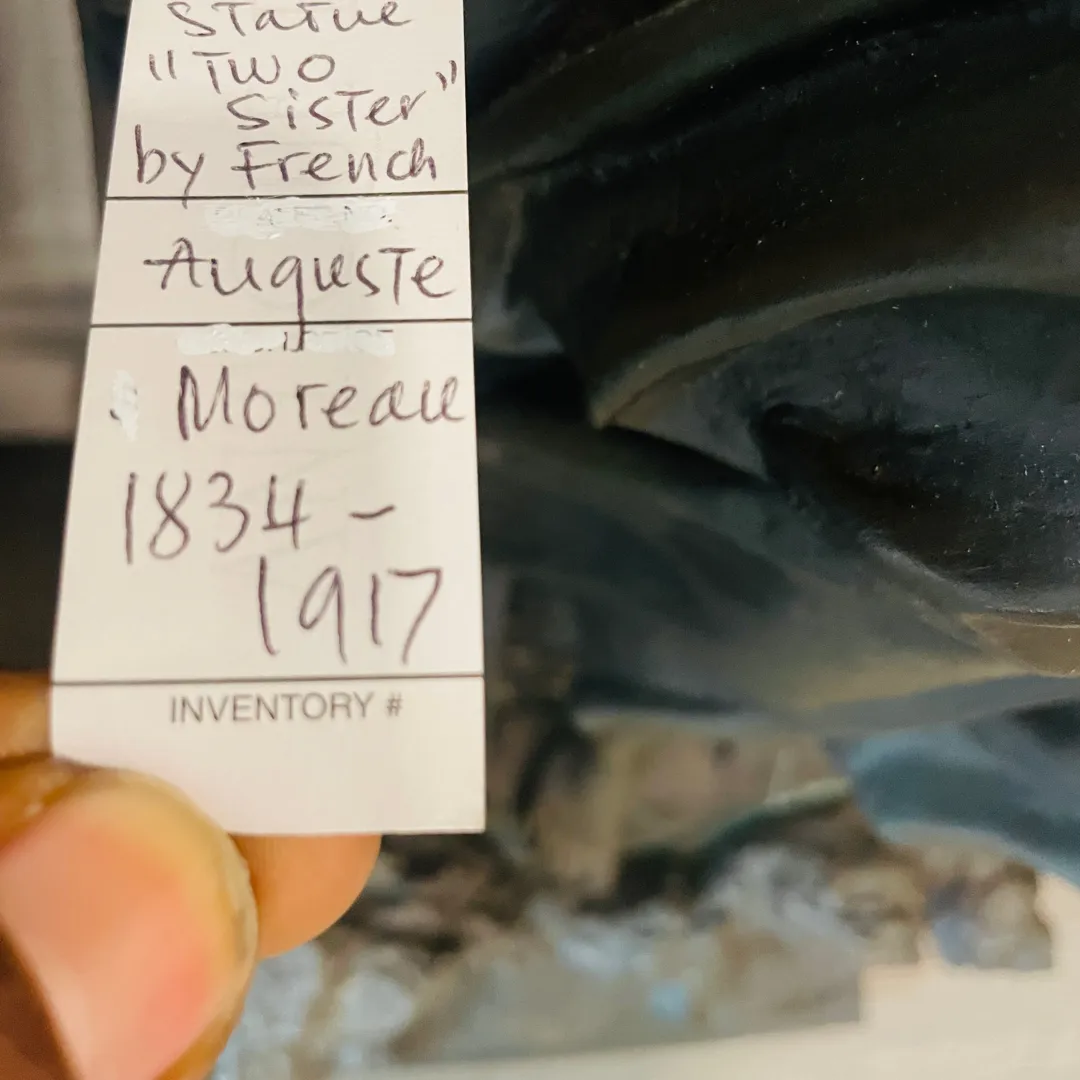 Statue
"Two
Sister"
by French
Auguste
Moreau
1834 -
1917
INVENTORY #